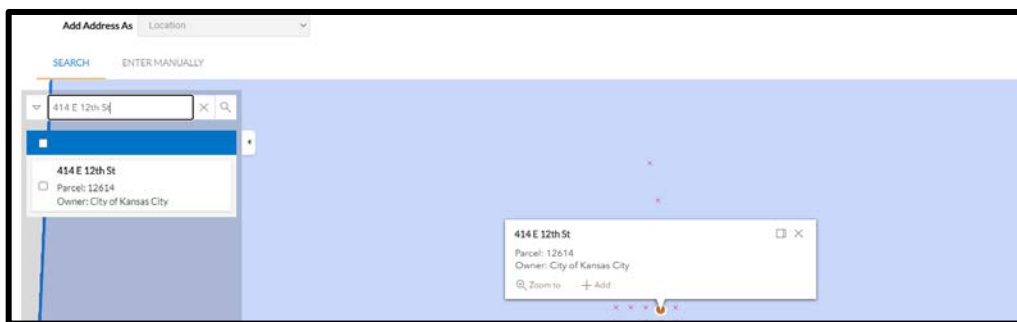 Add Address As Location
SEARCH ENTER MANUALLY
414 E 12th St
414 E 12th St
Parcel: 12614
Owner: City of Kansas City
414 E 12th St
Parcel: 12614
Owner: City of Kansas City
Zoom to + Add